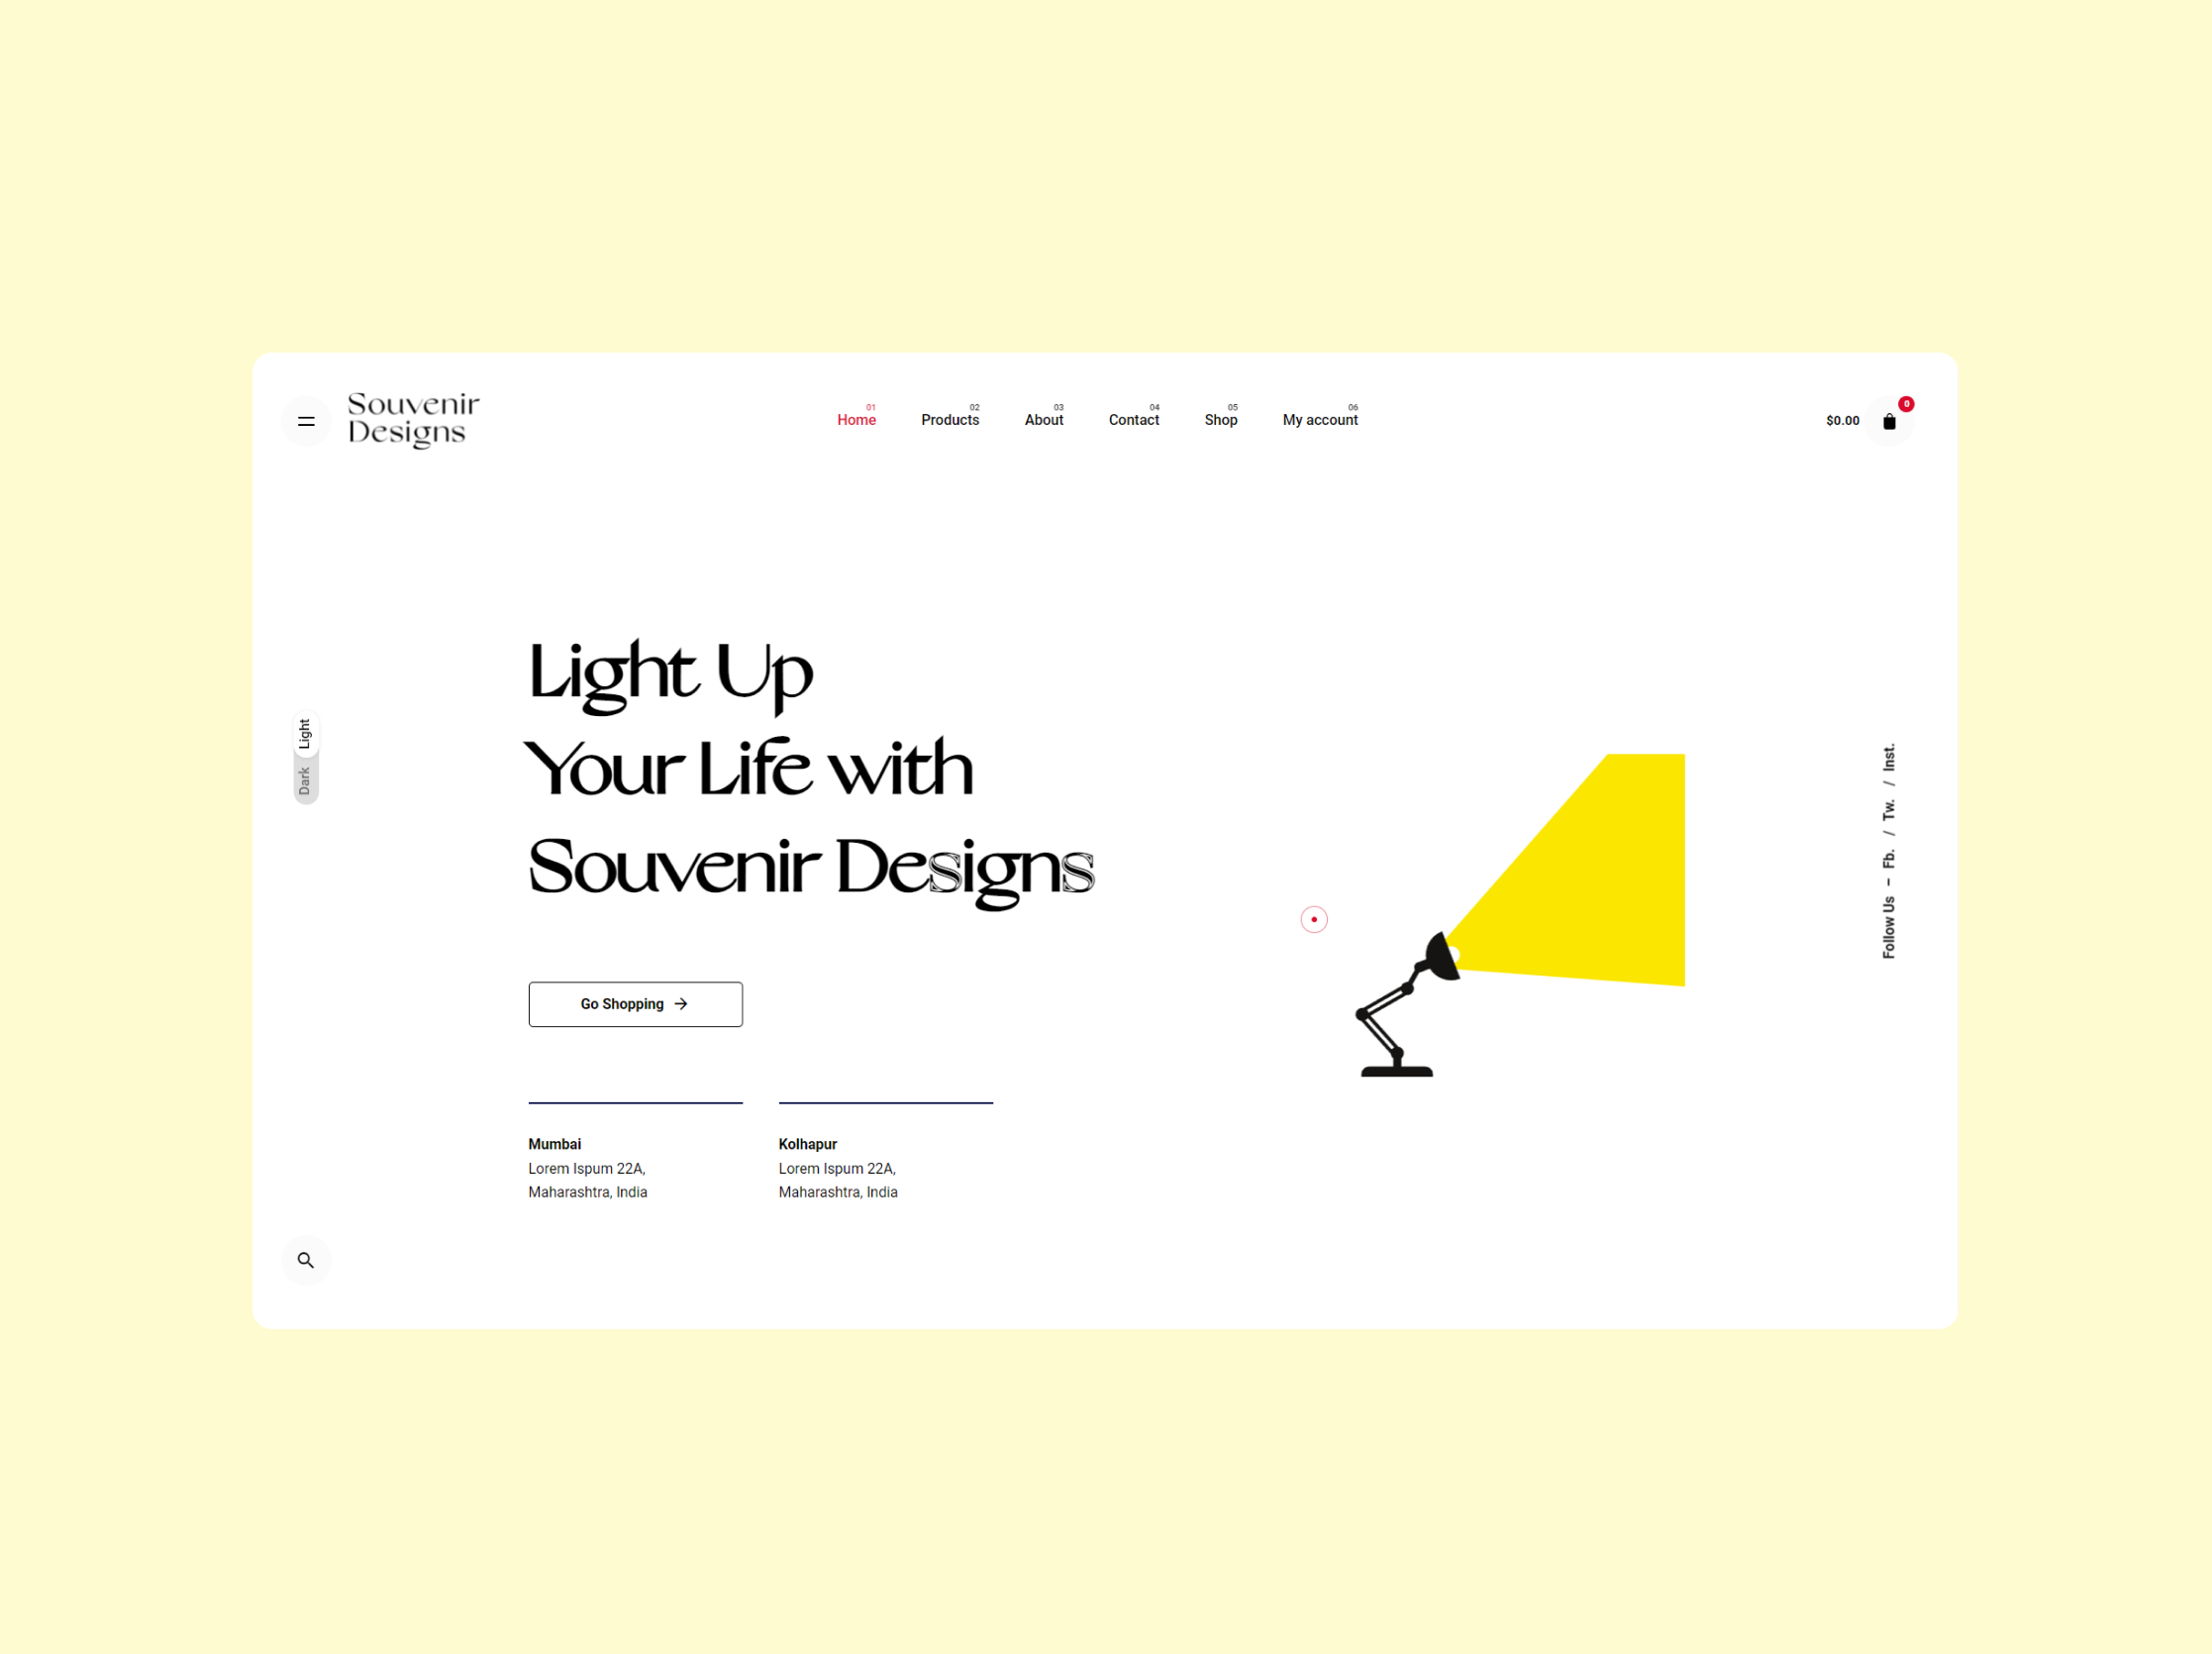 Souvenir
Designs
01
Home
02
Products
03
About
04
Contact
05
Shop
06
My account
$0.00
0
Light Up
Your Life with
Souvenir Designs
Light
Dark
Follow Us – Fb. / Tw. / Inst.
Go Shopping
Mumbai
Lorem Ispum 22A,
Maharashtra, India
Kolhapur
Lorem Ispum 22A,
Maharashtra, India